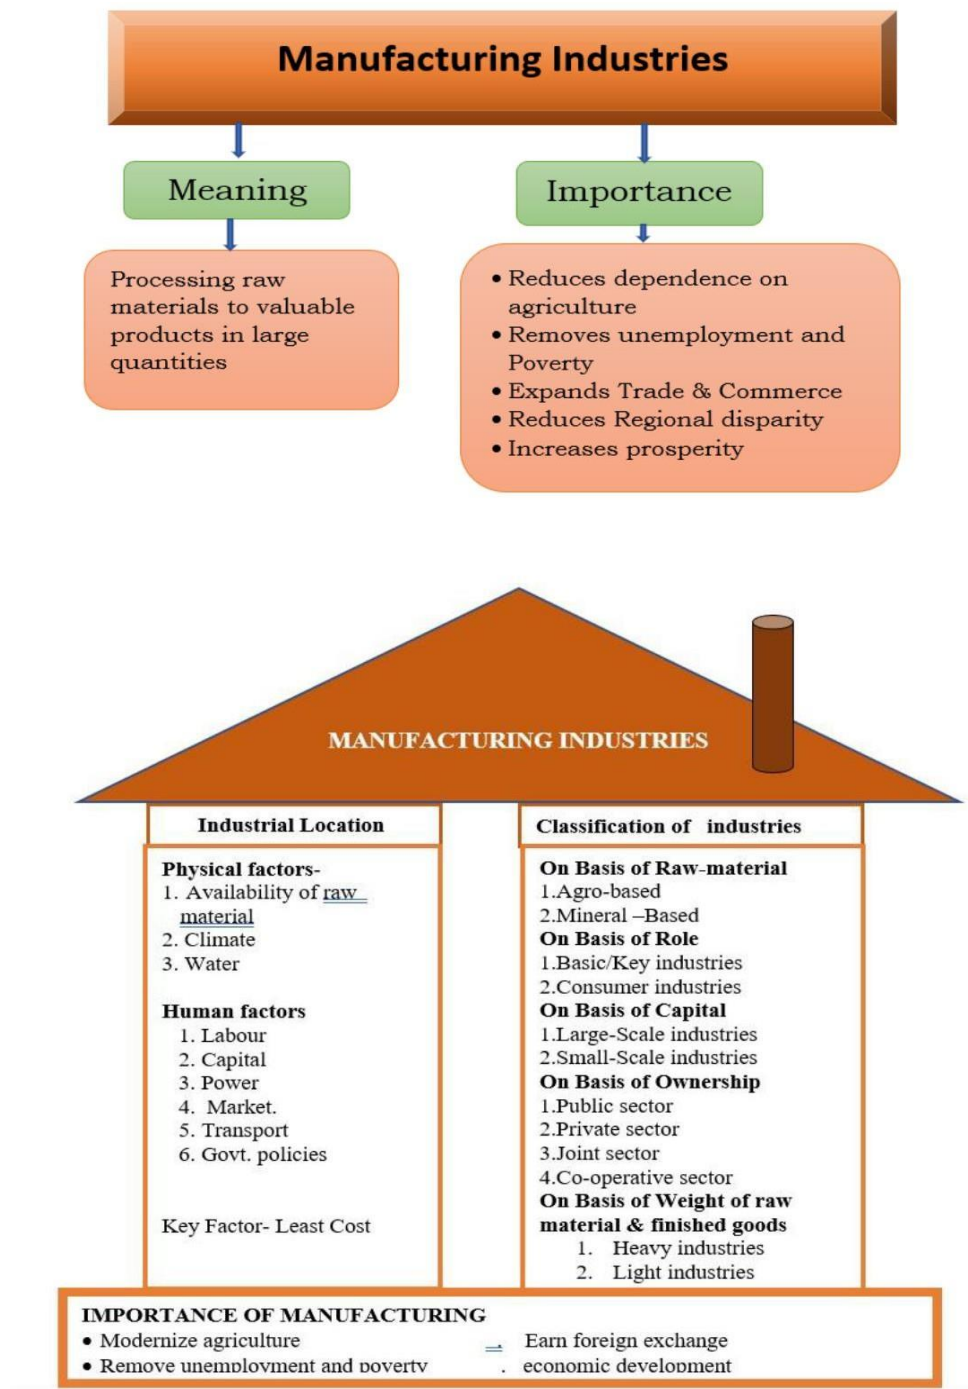 Manufacturing Industries
Meaning
Processing raw
materials to valuable
products in large
quantities
Importance
• Reduces dependence on
agriculture
• Removes unemployment and
Poverty
• Expands Trade & Commerce
• Reduces Regional disparity
• Increases prosperity
MANUFACTURING INDUSTRIES
Industrial Location
Physical factors-
1. Availability of raw
material
2. Climate
3. Water
Human factors
1. Labour
2. Capital
3. Power
4. Market.
5. Transport
6. Govt. policies
Key Factor- Least Cost
Classification of industries
On Basis of Raw-material
1.Agro-based
2.Mineral –Based
On Basis of Role
1.Basic/Key industries
2.Consumer industries
On Basis of Capital
1.Large-Scale industries
2.Small-Scale industries
On Basis of Ownership
1.Public sector
2.Private sector
3.Joint sector
4.Co-operative sector
On Basis of Weight of raw
material & finished goods
1. Heavy industries
2. Light industries
IMPORTANCE OF MANUFACTURING
• Modernize agriculture . Earn foreign exchange
• Remove unemployment and poverty . economic development